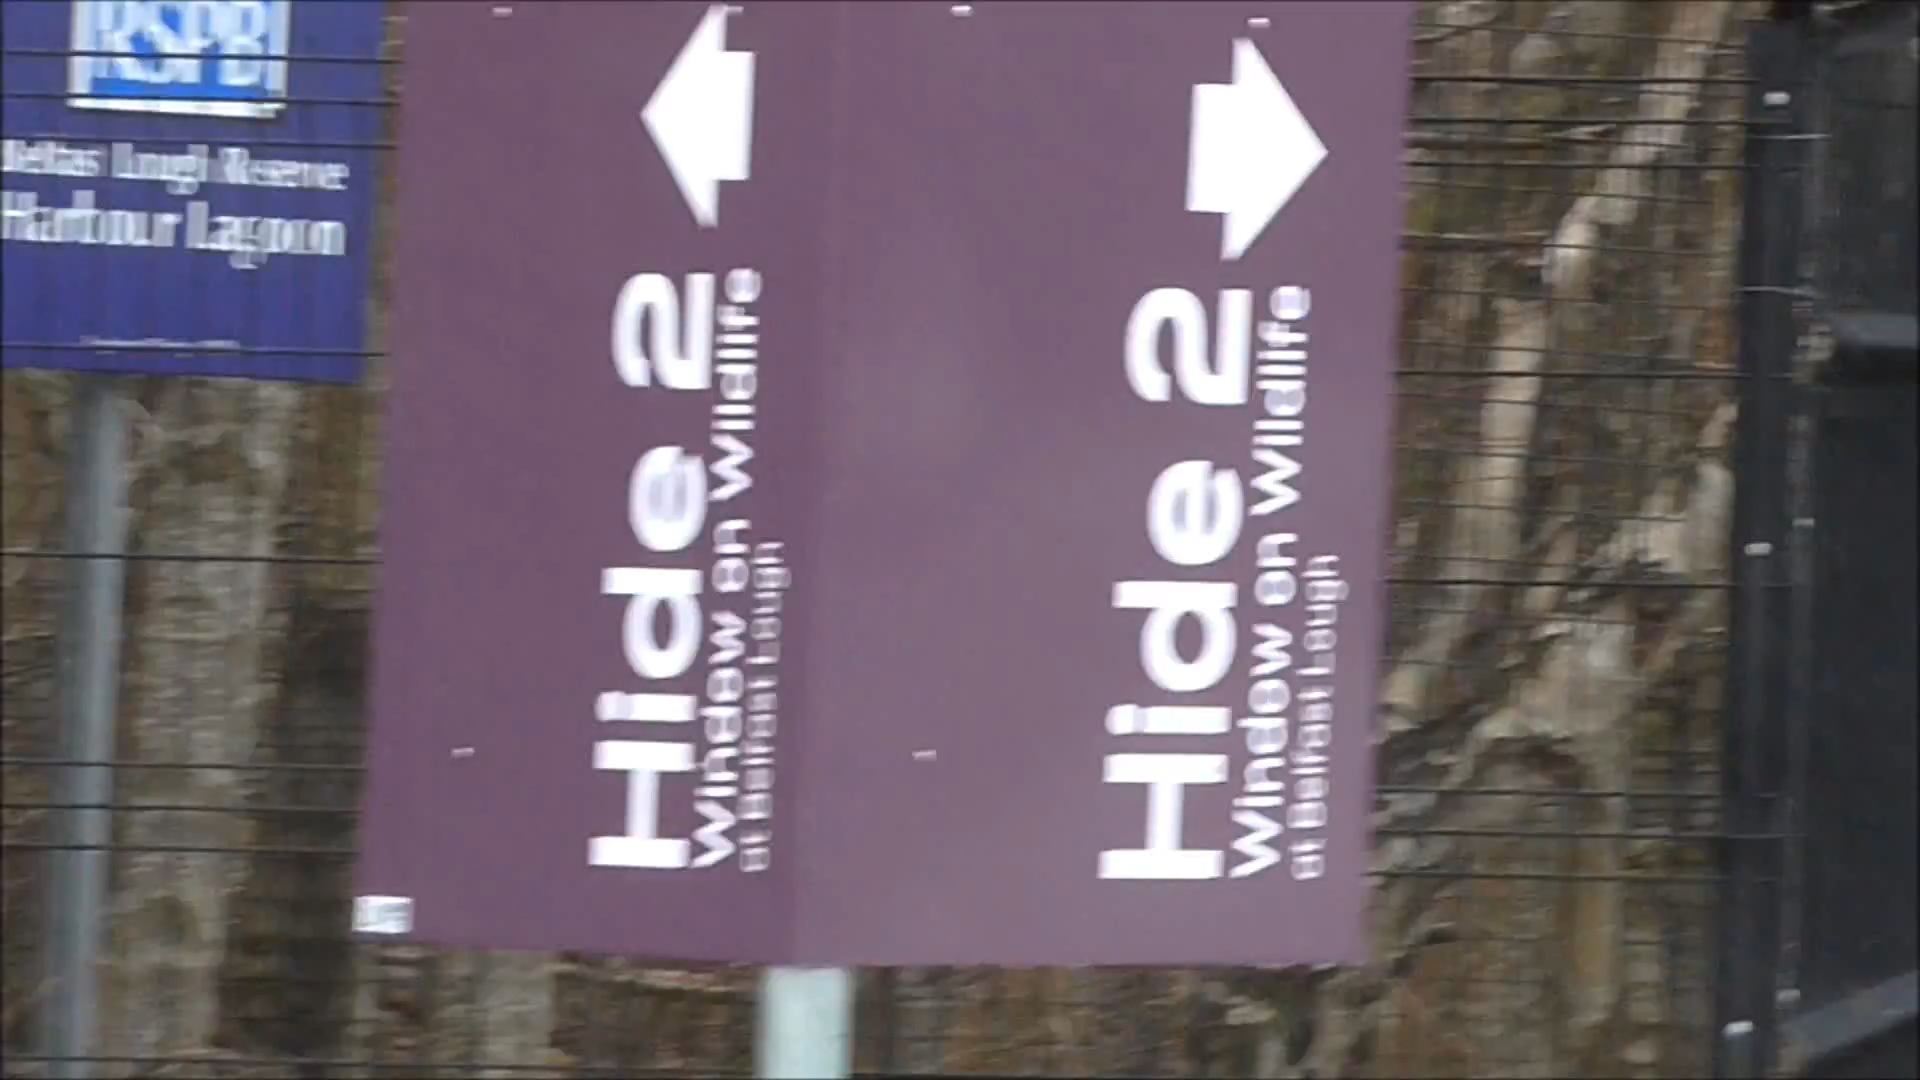 RSPB
Lough Reserve
Harbour Lagoon
Hide 2
Window on Wildlife
at Belfast Lough
Hide 2
Window on Wildlife
at Belfast Lough